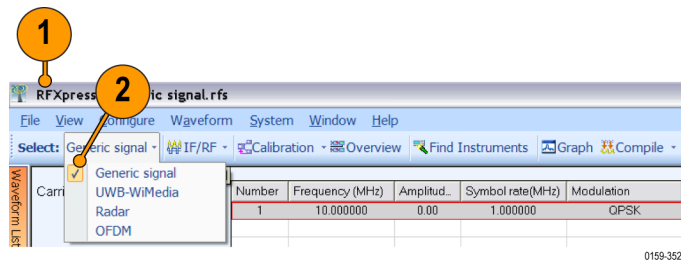 1
2
RFXpress ic signal.rfs
File View Configure Waveform System Window Help
Select: Generic signal IF/RF Calibration Overview Find Instruments Graph Compile
Generic signal
UWB-WiMedia
Radar
OFDM
Waveform List
Carri
Number Frequency (MHz) Amplitud... Symbol rate(MHz) Modulation
1 10.000000 0.00 1.000000 QPSK
0159-352